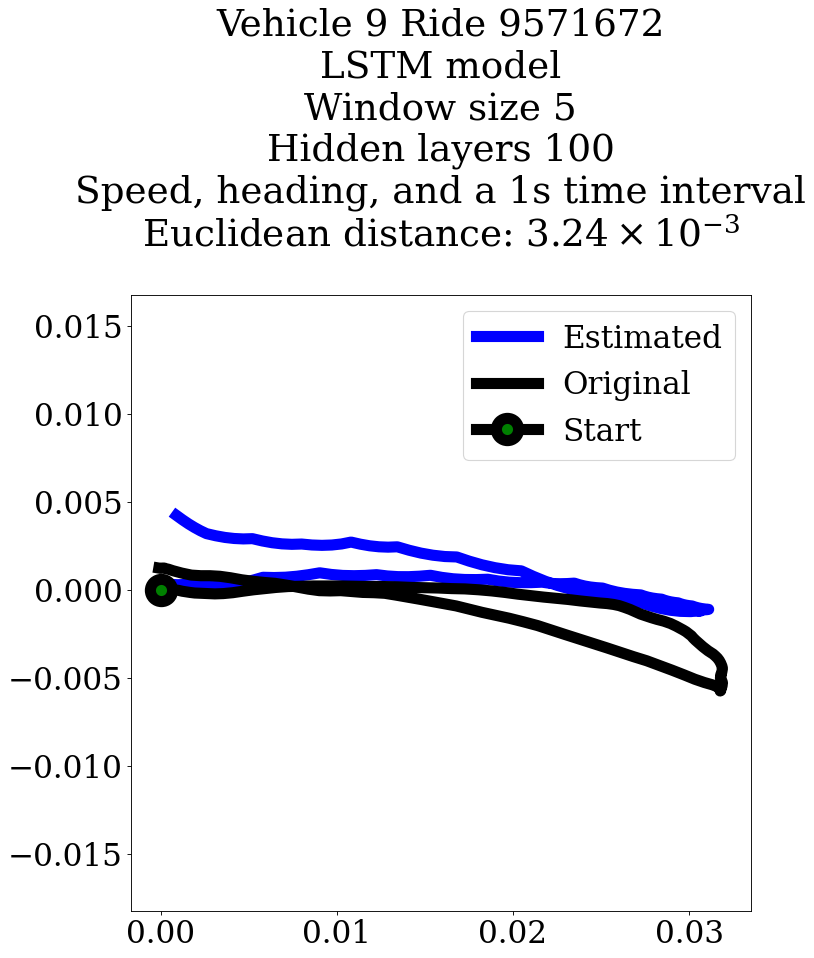 Vehicle 9 Ride 9571672
LSTM model
Window size 5
Hidden layers 100
Speed, heading, and a 1s time interval
Euclidean distance: 3.24 × 10⁻³
Estimated
Original
Start
0.015
0.010
0.005
0.000
−0.005
−0.010
−0.015
0.00 0.01 0.02 0.03